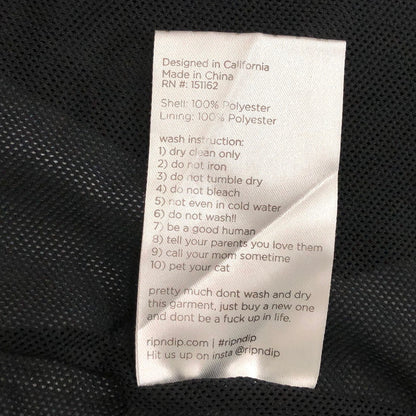 Designed in California
Made in China
RN #: 151162
Shell: 100% Polyester
Lining: 100% Polyester
wash instruction:
1) dry clean only
2) do not iron
3) do not tumble dry
4) do not bleach
5) not even in cold water
6) do not wash!!
7) be a good human
8) tell your parents you love them
9) call your mom sometime
10) pet your cat
pretty much dont wash and dry
this garment, just buy a new one
and dont be a fuck up in life.
ripndip.com | #ripndip
Hit us up on insta @ripndip